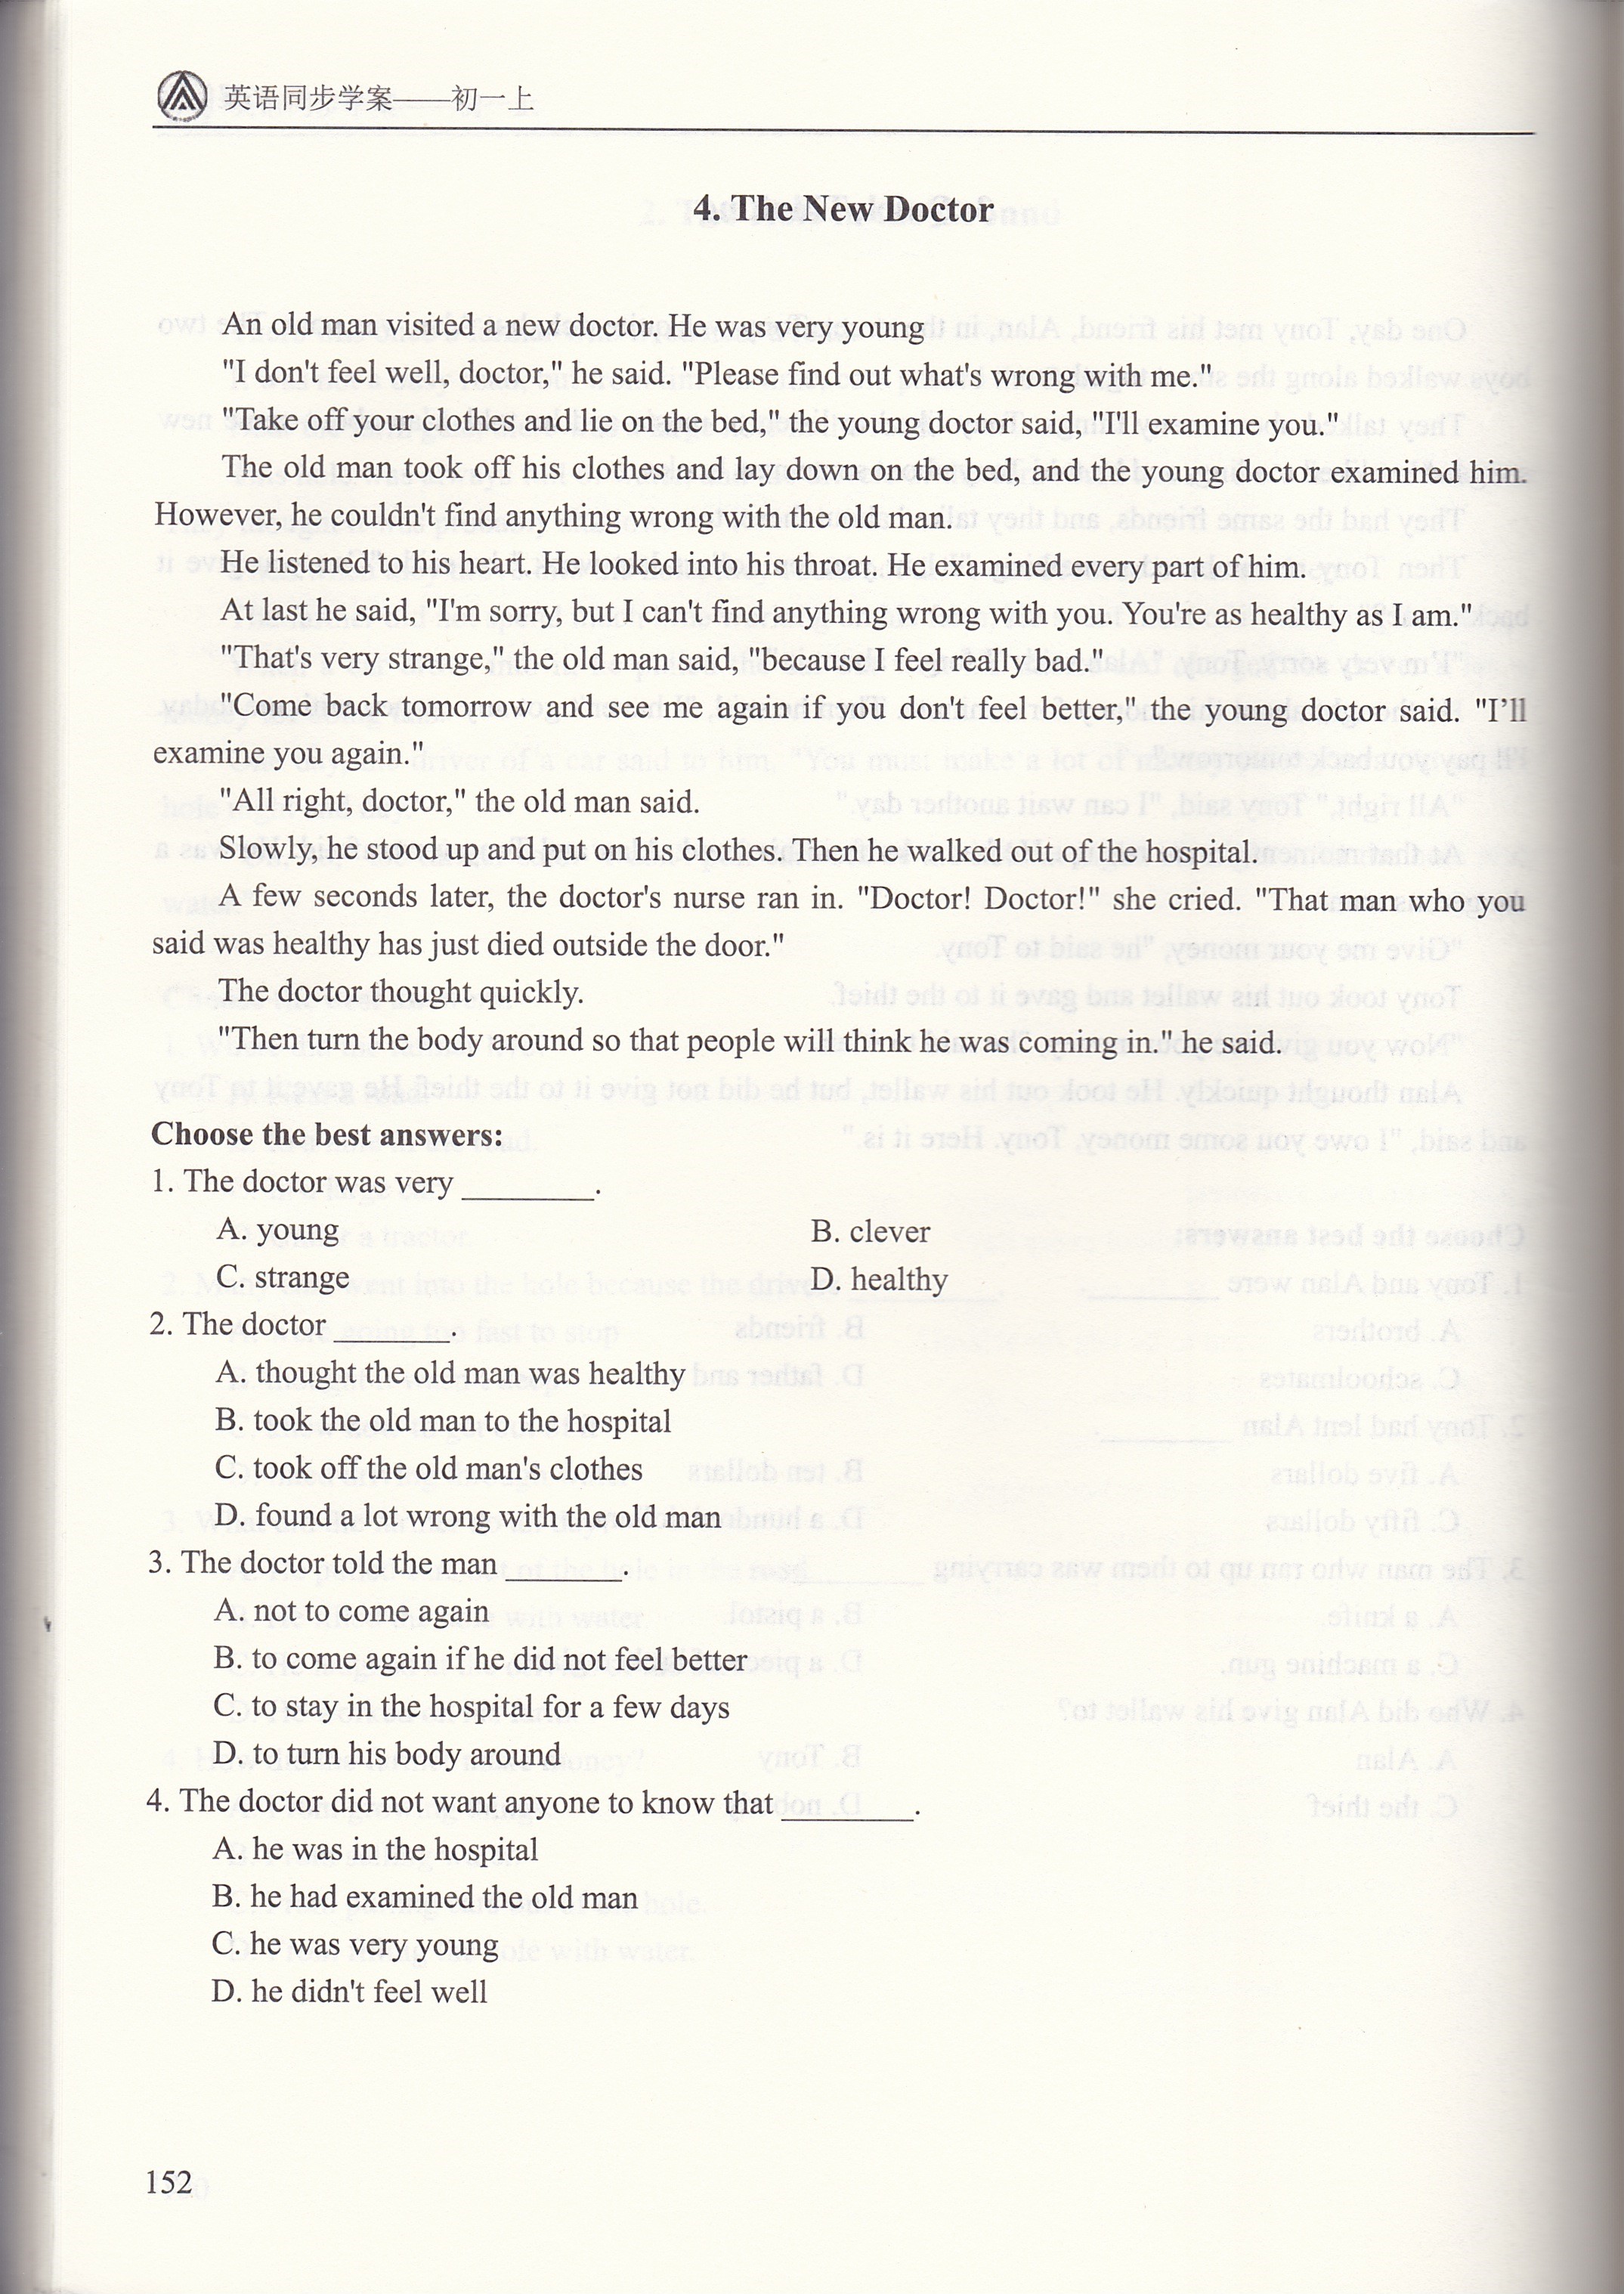 英语同步学案——初一上
4. The New Doctor
An old man visited a new doctor. He was very young
"I don't feel well, doctor," he said. "Please find out what's wrong with me."
"Take off your clothes and lie on the bed," the young doctor said, "I'll examine you."
The old man took off his clothes and lay down on the bed, and the young doctor examined him.
However, he couldn't find anything wrong with the old man.
He listened to his heart. He looked into his throat. He examined every part of him.
At last he said, "I'm sorry, but I can't find anything wrong with you. You're as healthy as I am."
"That's very strange," the old man said, "because I feel really bad."
"Come back tomorrow and see me again if you don't feel better," the young doctor said. "I’ll
examine you again."
"All right, doctor," the old man said.
Slowly, he stood up and put on his clothes. Then he walked out of the hospital.
A few seconds later, the doctor's nurse ran in. "Doctor! Doctor!" she cried. "That man who you
said was healthy has just died outside the door."
The doctor thought quickly.
"Then turn the body around so that people will think he was coming in." he said.
Choose the best answers:
1. The doctor was very ________.
A. young B. clever
C. strange D. healthy
2. The doctor _______.
A. thought the old man was healthy
B. took the old man to the hospital
C. took off the old man's clothes
D. found a lot wrong with the old man
3. The doctor told the man _______.
A. not to come again
B. to come again if he did not feel better
C. to stay in the hospital for a few days
D. to turn his body around
4. The doctor did not want anyone to know that ________.
A. he was in the hospital
B. he had examined the old man
C. he was very young
D. he didn't feel well
152